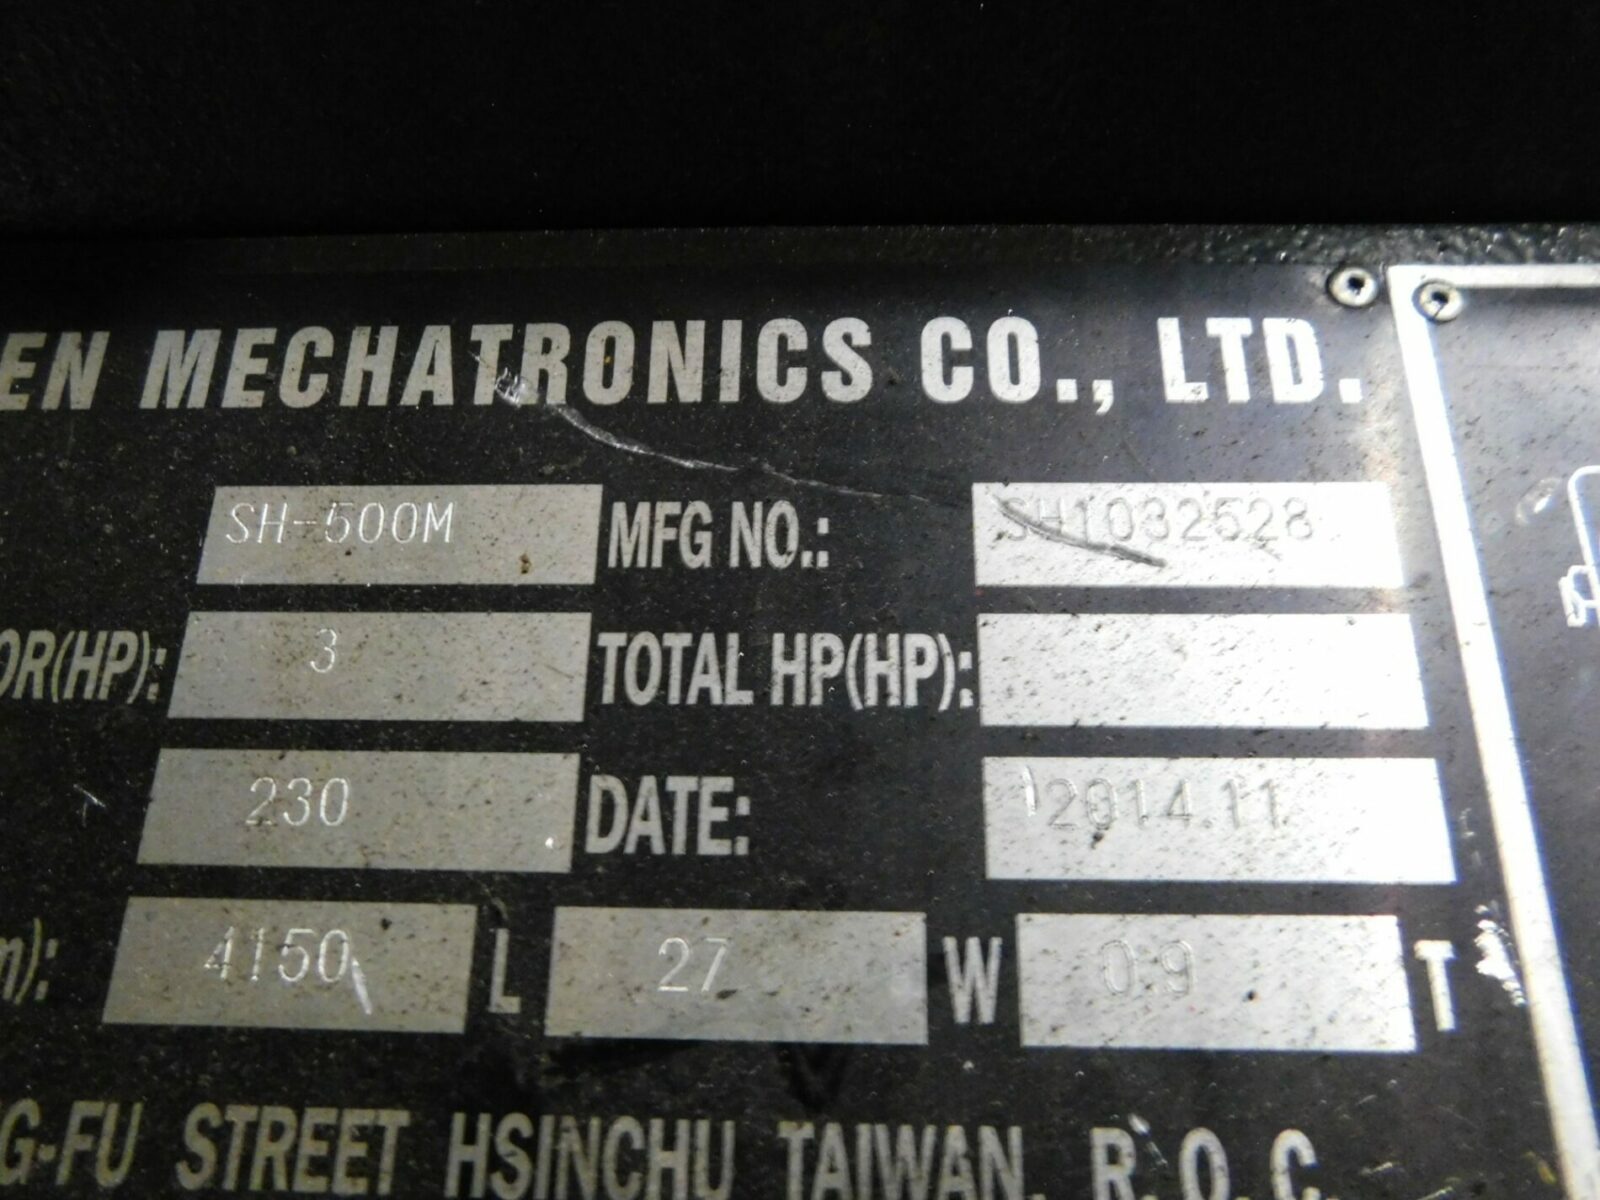 EN MECHATRONICS CO., LTD.
SH-500M MFG NO.: SH1032528
OR(HP): 3 TOTAL HP(HP):
230 DATE: 2014.11
m): 4150 L 27 W 0.9 T
G-FU STREET HSINCHU TAIWAN, R.O.C.